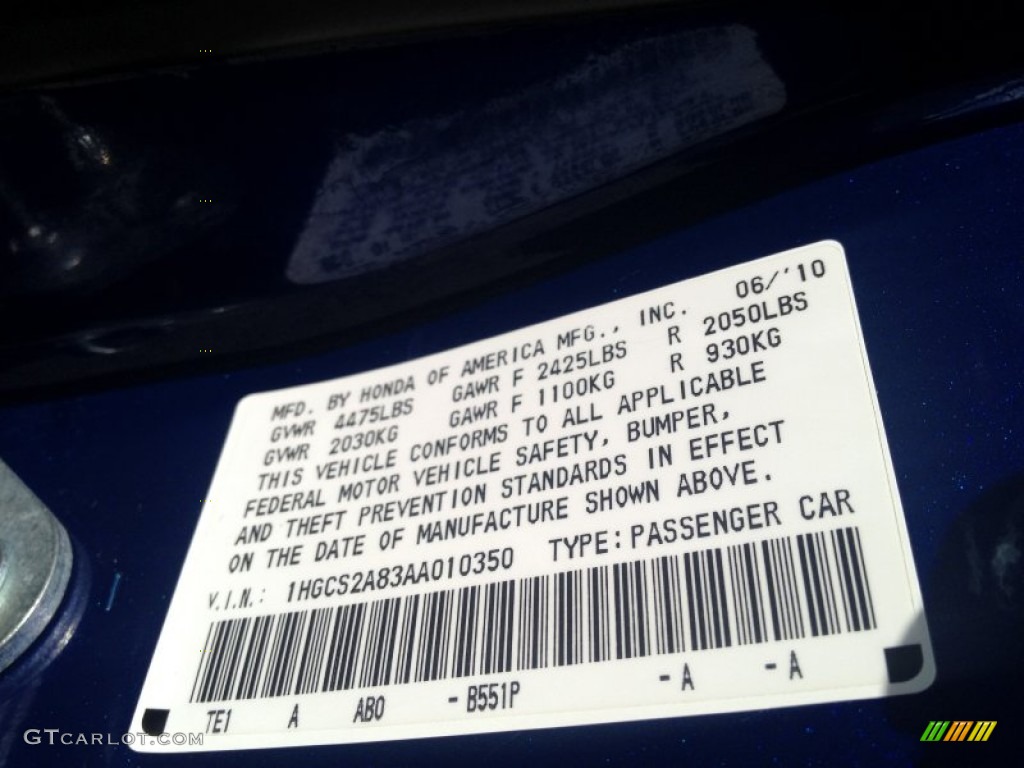 MFD. BY HONDA OF AMERICA MFG., INC. 06/'10
GVWR 4475LBS GAWR F 2425LBS R 2050LBS
GVWR 2030KG GAWR F 1100KG R 930KG
THIS VEHICLE CONFORMS TO ALL APPLICABLE
FEDERAL MOTOR VEHICLE SAFETY, BUMPER,
AND THEFT PREVENTION STANDARDS IN EFFECT
ON THE DATE OF MANUFACTURE SHOWN ABOVE.
V.I.N.: 1HGCS2A83AA010350 TYPE:PASSENGER CAR
TE1 A AB0 -B551P -A -A
GTCARLOT.COM